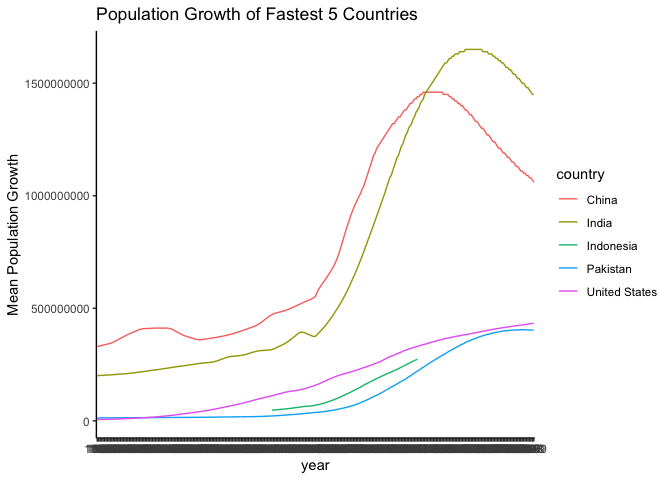 Population Growth of Fastest 5 Countries
Mean Population Growth
1500000000
1000000000
500000000
0
year
country
China
India
Indonesia
Pakistan
United States